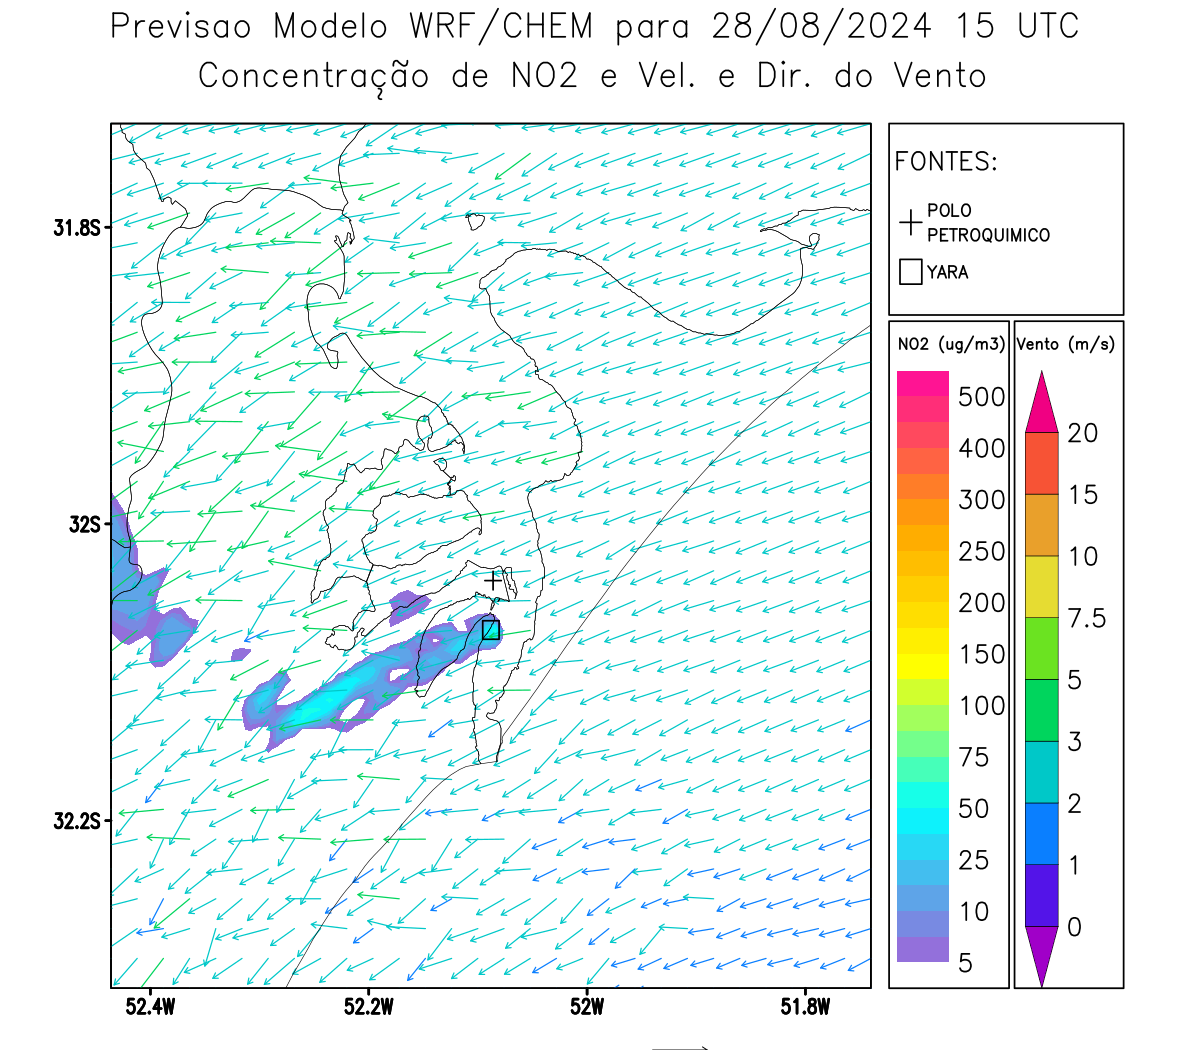 Previsao Modelo WRF/CHEM para 28/08/2024 15 UTC
Concentração de NO2 e Vel. e Dir. do Vento
FONTES:
POLO
PETROQUIMICO
YARA
NO2 (ug/m3)
500
400
300
250
200
150
100
75
50
25
10
5
Vento (m/s)
20
15
10
7.5
5
3
2
1
0
31.8S
32S
32.2S
52.4W
52.2W
52W
51.8W